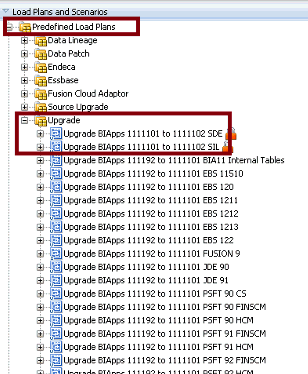 Load Plans and Scenarios
Predefined Load Plans
Data Lineage
Data Patch
Endeca
Essbase
Fusion Cloud Adaptor
Source Upgrade
Upgrade
Upgrade BIApps 1111101 to 1111102 SDE
Upgrade BIApps 1111101 to 1111102 SIL
Upgrade BIApps 111192 to 1111101 BIA11 Internal Tables
Upgrade BIApps 111192 to 1111101 EBS 11510
Upgrade BIApps 111192 to 1111101 EBS 120
Upgrade BIApps 111192 to 1111101 EBS 1211
Upgrade BIApps 111192 to 1111101 EBS 1212
Upgrade BIApps 111192 to 1111101 EBS 1213
Upgrade BIApps 111192 to 1111101 EBS 122
Upgrade BIApps 111192 to 1111101 FUSION 9
Upgrade BIApps 111192 to 1111101 JDE 90
Upgrade BIApps 111192 to 1111101 JDE 91
Upgrade BIApps 111192 to 1111101 PSFT 90 CS
Upgrade BIApps 111192 to 1111101 PSFT 90 FINSCM
Upgrade BIApps 111192 to 1111101 PSFT 90 HCM
Upgrade BIApps 111192 to 1111101 PSFT 91 FINSCM
Upgrade BIApps 111192 to 1111101 PSFT 91 HCM
Upgrade BIApps 111192 to 1111101 PSFT 92 FINSCM
Upgrade BIApps 111192 to 1111101 PSFT 92 HCM